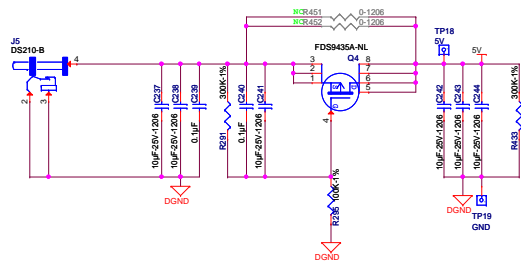 NC R451 0-1206
NC R452 0-1206
J5
DS210-B
4
2
3
FDS9435A-NL
Q4
3
2
1
8
7
6
5
4
TP18
5V
5V
C237
10µF-25V-1206
C238
10µF-25V-1206
C239
0.1µF
300K-1%
R291
C240
0.1µF
C241
10µF-25V-1206
R295 100K-1%
C242
10µF-25V-1206
C243
10µF-25V-1206
C244
10µF-25V-1206
300K-1%
R433
DGND
DGND
DGND
TP19
GND